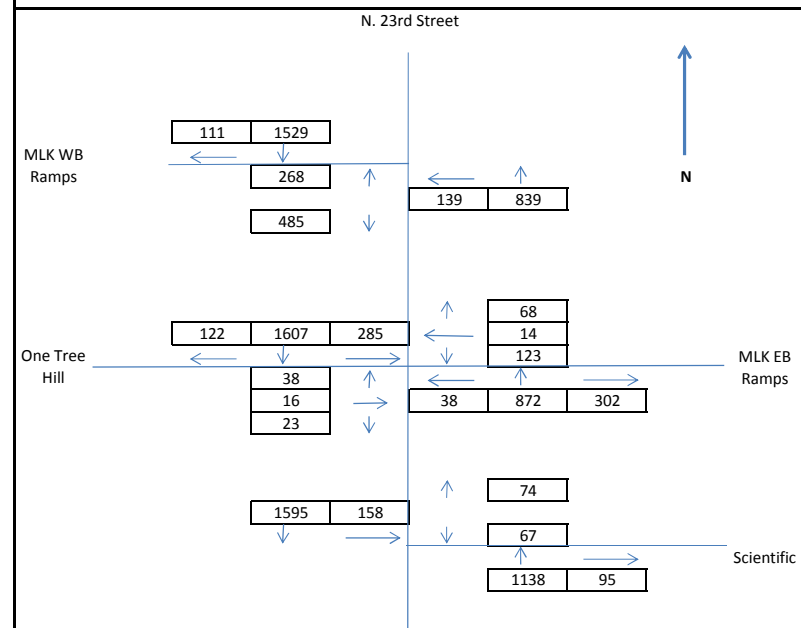 N. 23rd Street
111 1529
MLK WB
Ramps
268
N
139 839
485
68
122 1607 285
14
One Tree
Hill
123
MLK EB
Ramps
38
16
38 872 302
23
74
1595 158
67
Scientific
1138 95